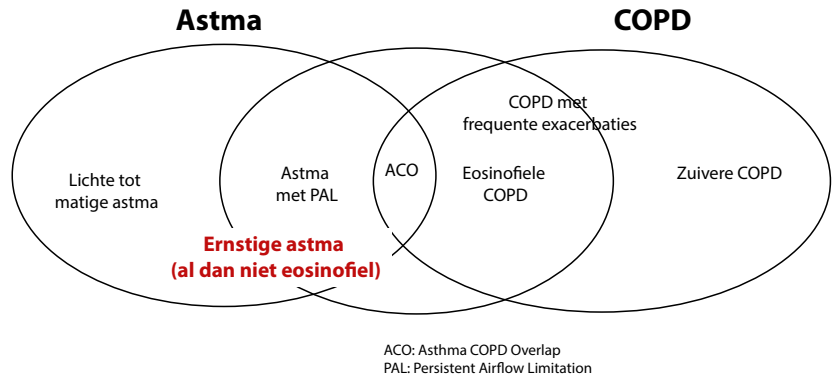 Astma
COPD
COPD met
frequente exacerbaties
Lichte tot
matige astma
Astma
met PAL
ACO
Eosinofiele
COPD
Zuivere COPD
Ernstige astma
(al dan niet eosinofiel)
ACO: Asthma COPD Overlap
PAL: Persistent Airflow Limitation